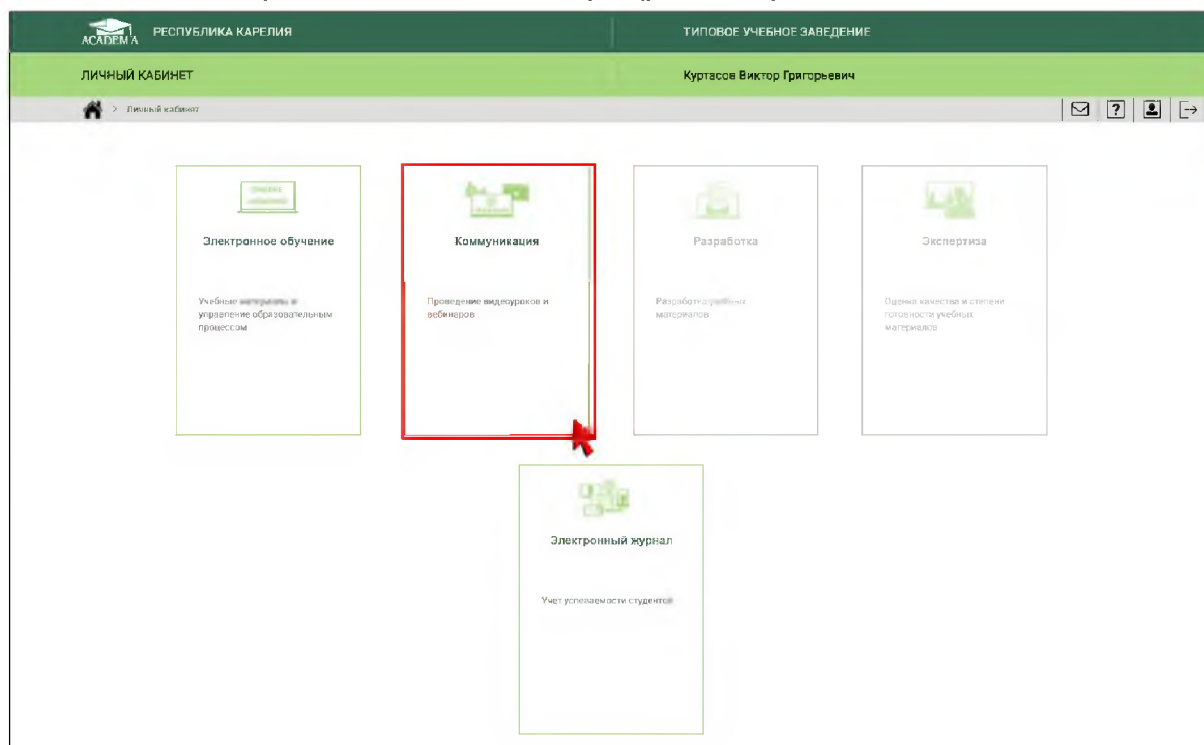 ACADEM'A
РЕСПУБЛИКА КАРЕЛИЯ
ТИПОВОЕ УЧЕБНОЕ ЗАВЕДЕНИЕ
ЛИЧНЫЙ КАБИНЕТ
Куртасов Виктор Григорьевич
> Личный кабинет
?
Электронное обучение
Коммуникация
Разработка
Экспертиза
Учебные материалы и
управление образовательным
процессом
Проведение видеоуроков и
вебинаров
Разработка учебных
материалов
Оценка качества и степени
готовности учебных
материалов
Электронный журнал
Учет успеваемости студентов